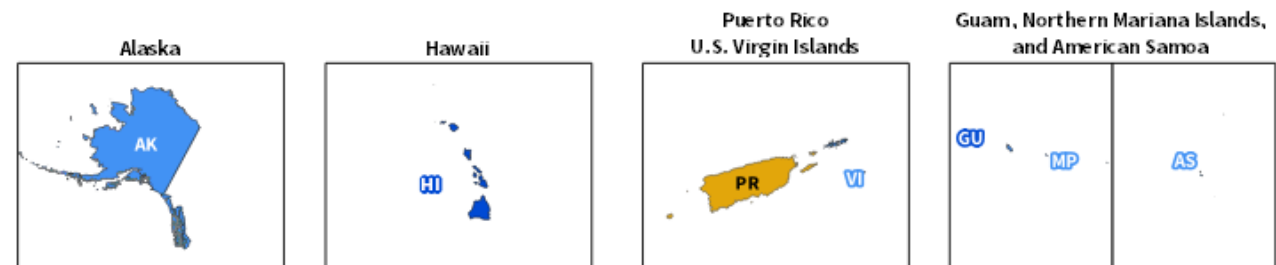 Alaska
Hawaii
Puerto Rico
U.S. Virgin Islands
Guam, Northern Mariana Islands,
and American Samoa
AK
HI
PR
VI
GU
MP
AS